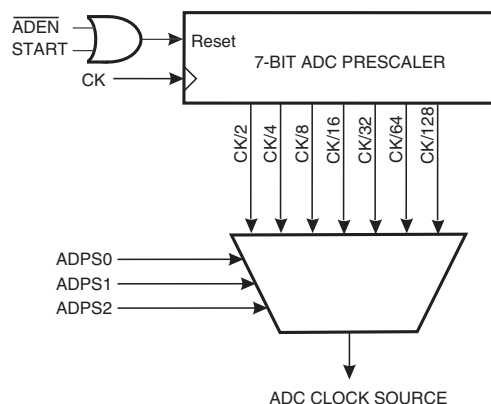 ADEN
START
Reset
CK
7-BIT ADC PRESCALER
CK/2
CK/4
CK/8
CK/16
CK/32
CK/64
CK/128
ADPS0
ADPS1
ADPS2
ADC CLOCK SOURCE